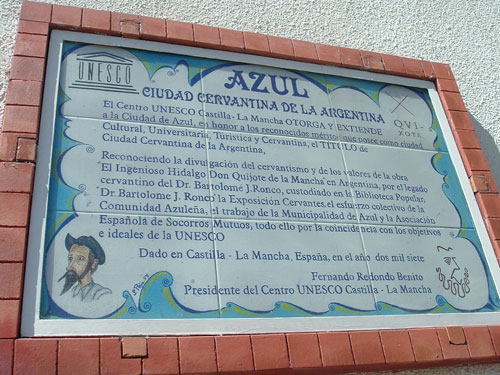 UNESCO
AZUL
CIUDAD CERVANTINA DE LA ARGENTINA
QVI-
XOTE
El Centro UNESCO Castilla - La Mancha OTORGA Y EXTIENDE
a la Ciudad de Azul, en honor a los reconocidos méritos que posee como ciudad
Cultural, Universitaria, Turística y Cervantina, el TITULO de
Ciudad Cervantina de la Argentina,
Reconociendo la divulgación del cervantismo y de los valores de la obra
"El Ingenioso Hidalgo Don Quijote de la Mancha" en Argentina, por el legado
cervantino del Dr. Bartolomé J. Ronco, custodiado en la Biblioteca Popular,
"Dr. Bartolome J. Ronco" la Exposición Cervantes, el esfuerzo colectivo de la
Comunidad Azuleña, el trabajo de la Municipalidad de Azul y la Asociación
Española de Socorros Mutuos, todo ello por la coincidencia con los objetivos
e ideales de la UNESCO
Dado en Castilla - La Mancha, España, en el año dos mil siete
Fernando Redondo Benito
Presidente del Centro UNESCO Castilla - La Mancha